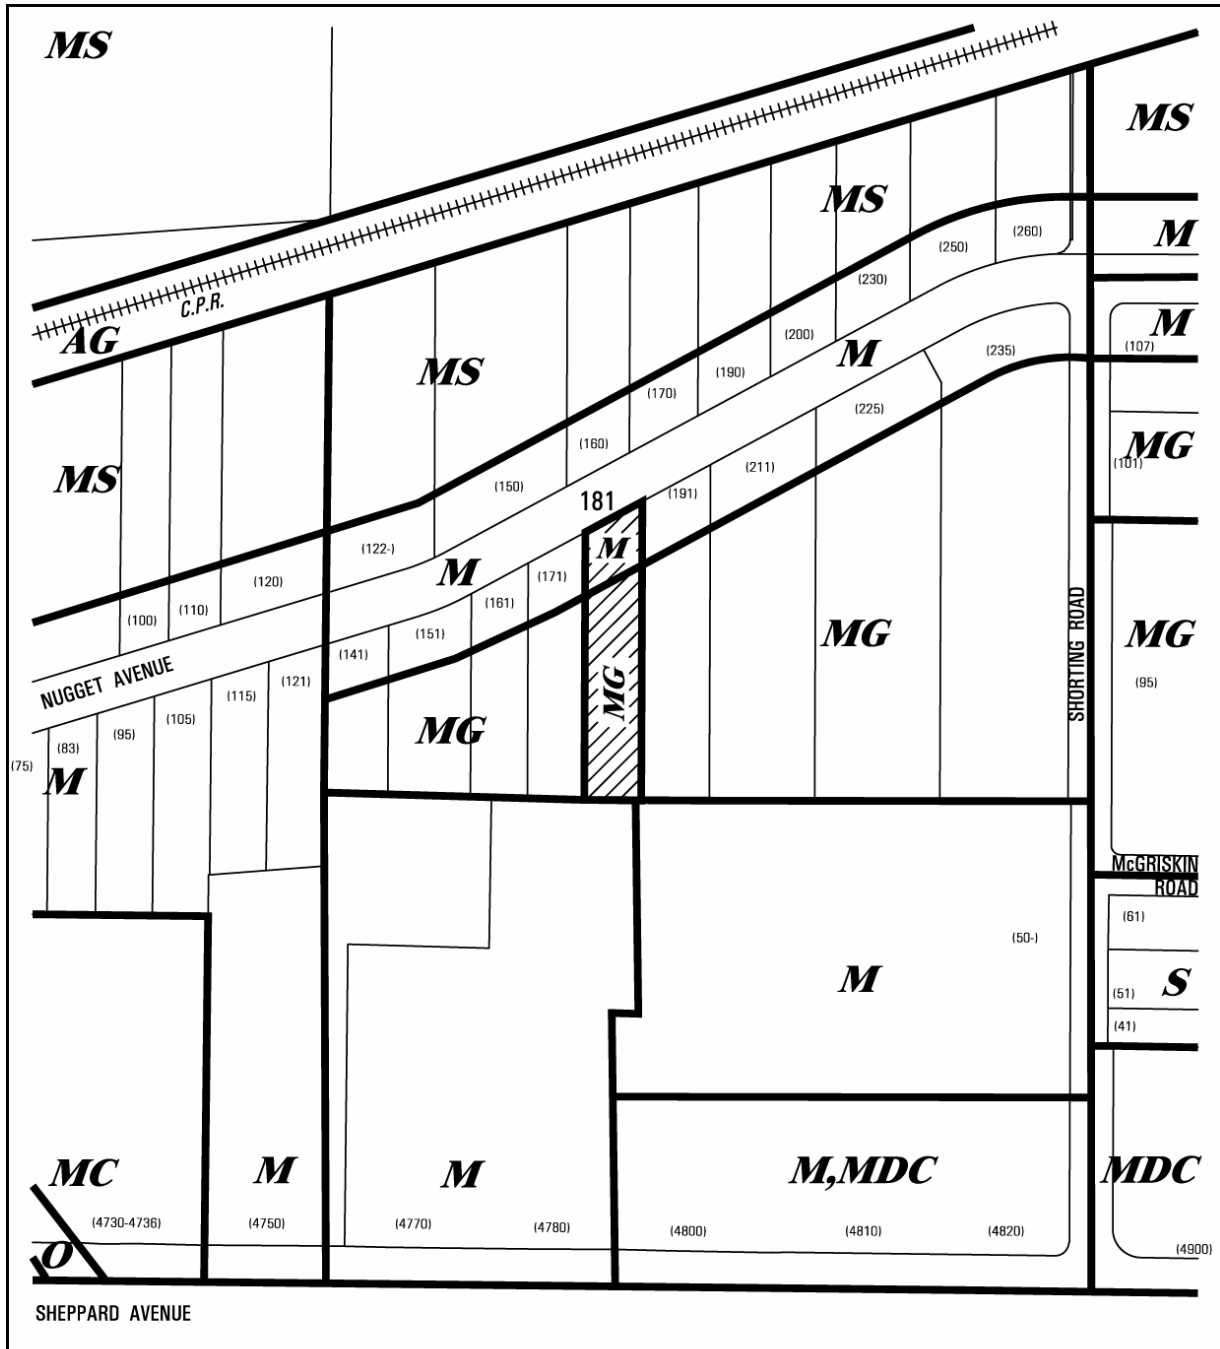 MS
MS
MS
M
(260)
(250)
(230)
C.P.R.
AG
M
(107)
(200)
M
(235)
MS
(190)
(170)
(225)
(160)
MG
(101)
(211)
MS
(150)
(191)
181
M
(122-)
M
(171)
(120)
(161)
(110)
(100)
(151)
MG
MG
SHORTING ROAD
(141)
NUGGET AVENUE
(121)
(115)
MG
(95)
(105)
MG
(95)
(83)
(75)
M
McGRISKIN
ROAD
(61)
(50-)
M
S
(51)
(41)
MC
M
M
M,MDC
MDC
(4730-4736)
(4750)
(4770)
(4780)
(4800)
(4810)
(4820)
(4900)
O
SHEPPARD AVENUE